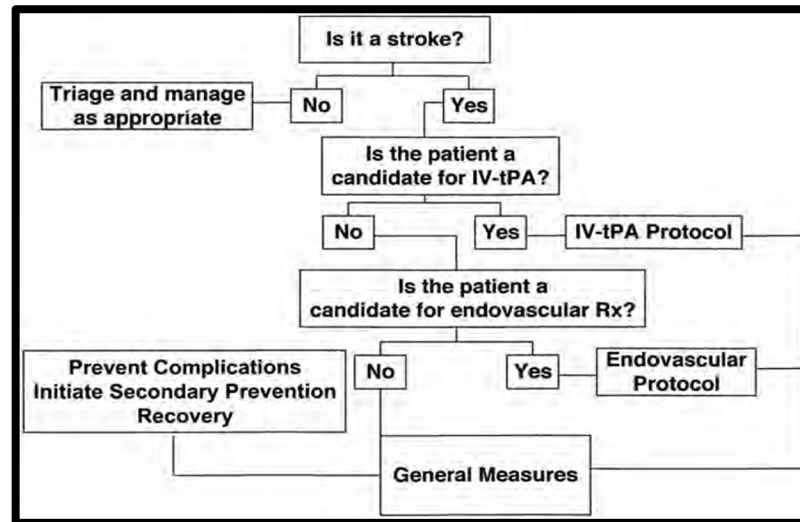 Is it a stroke?
Triage and manage
as appropriate
No
Yes
Is the patient a
candidate for IV-tPA?
No
Yes
IV-tPA Protocol
Is the patient a
candidate for endovascular Rx?
Prevent Complications
Initiate Secondary Prevention
Recovery
No
Yes
Endovascular
Protocol
General Measures